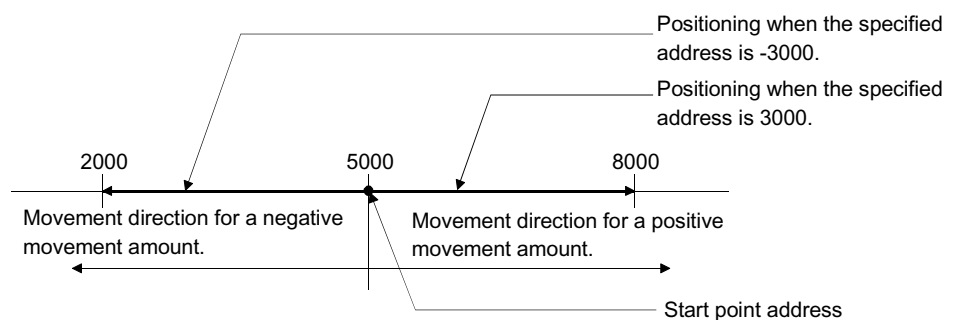 Positioning when the specified
address is -3000.
Positioning when the specified
address is 3000.
2000
5000
8000
Movement direction for a negative
movement amount.
Movement direction for a positive
movement amount.
Start point address